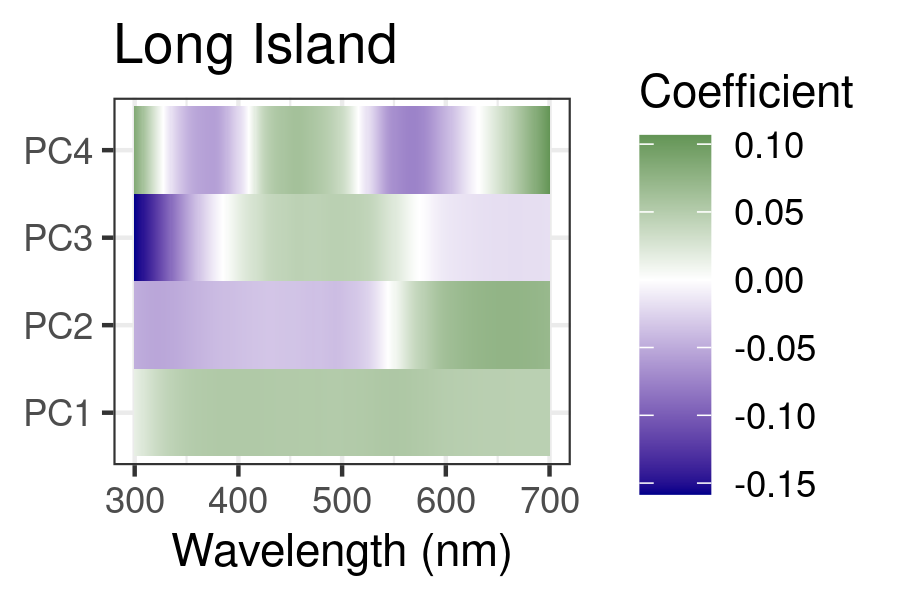 Long Island
PC4
PC3
PC2
PC1
300 400 500 600 700
Wavelength (nm)
Coefficient
0.10
0.05
0.00
-0.05
-0.10
-0.15